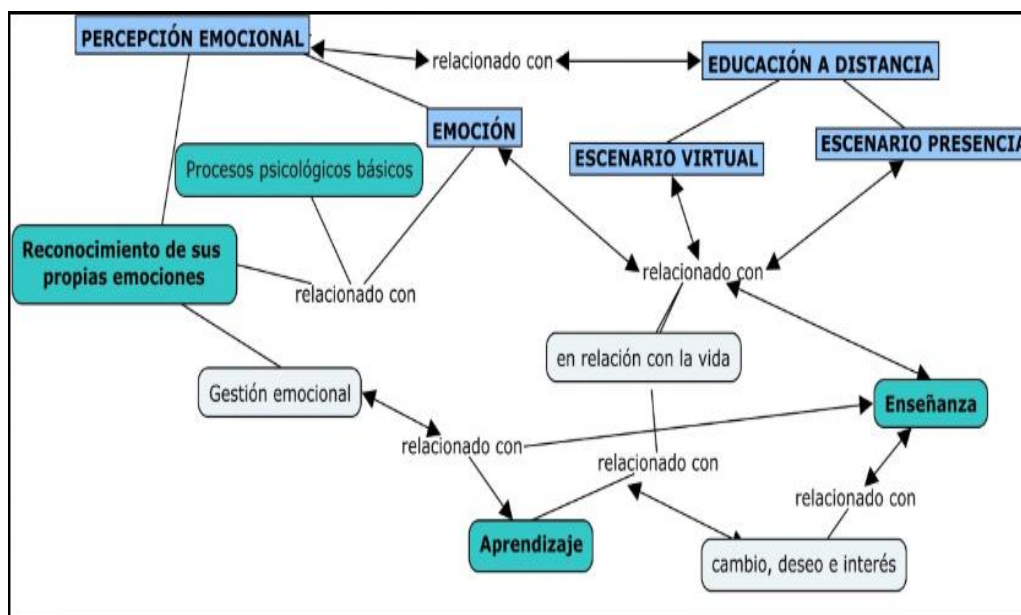 PERCEPCIÓN EMOCIONAL
relacionado con
EDUCACIÓN A DISTANCIA
EMOCIÓN
ESCENARIO VIRTUAL
ESCENARIO PRESENCIA
Procesos psicológicos básicos
Reconocimiento de sus
propias emociones
relacionado con
relacionado con
en relación con la vida
Gestión emocional
Enseñanza
relacionado con
relacionado con
relacionado con
Aprendizaje
cambio, deseo e interés